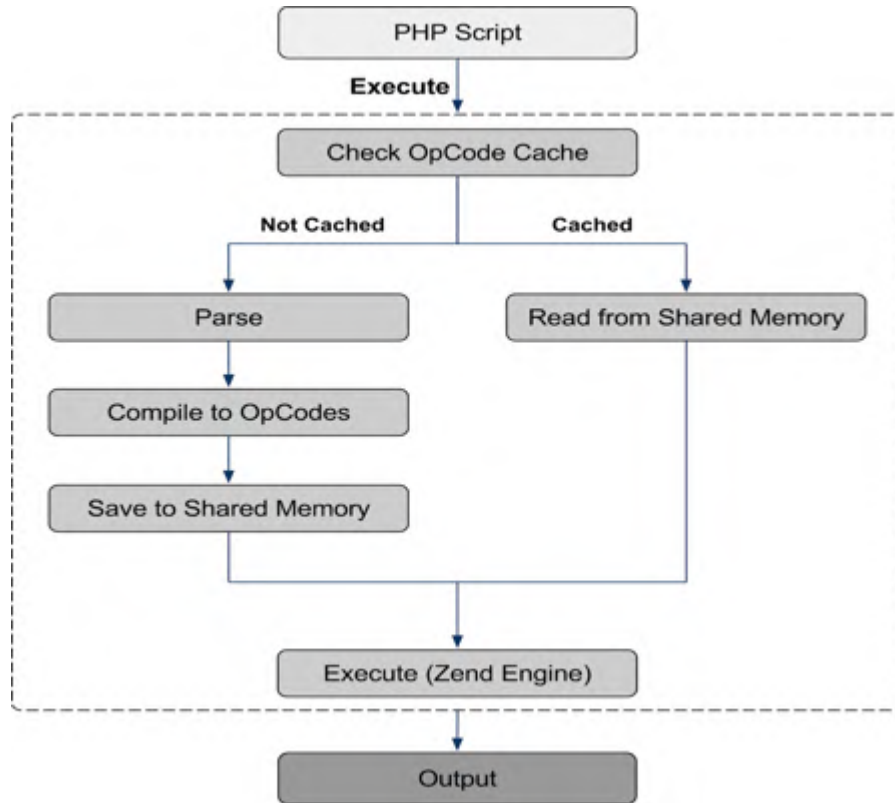 PHP Script
Execute
Check OpCode Cache
Not Cached
Cached
Parse
Read from Shared Memory
Compile to OpCodes
Save to Shared Memory
Execute (Zend Engine)
Output